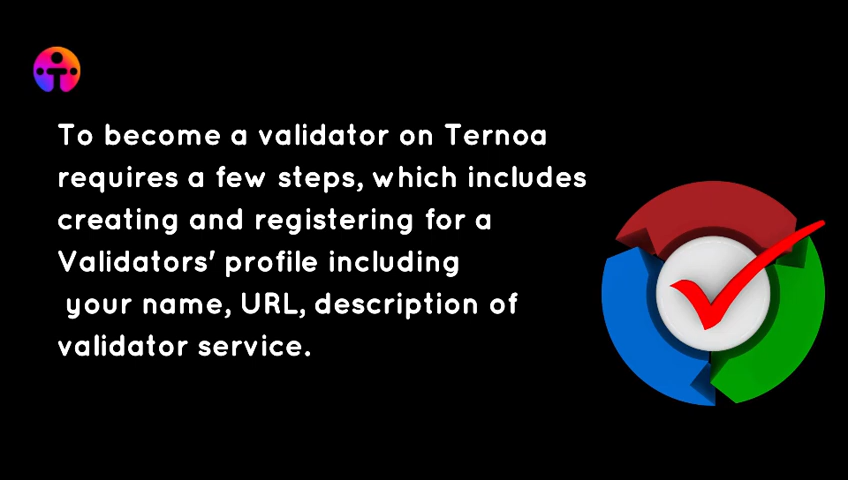 To become a validator on Ternoa
requires a few steps, which includes
creating and registering for a
Validators' profile including
your name, URL, description of
validator service.